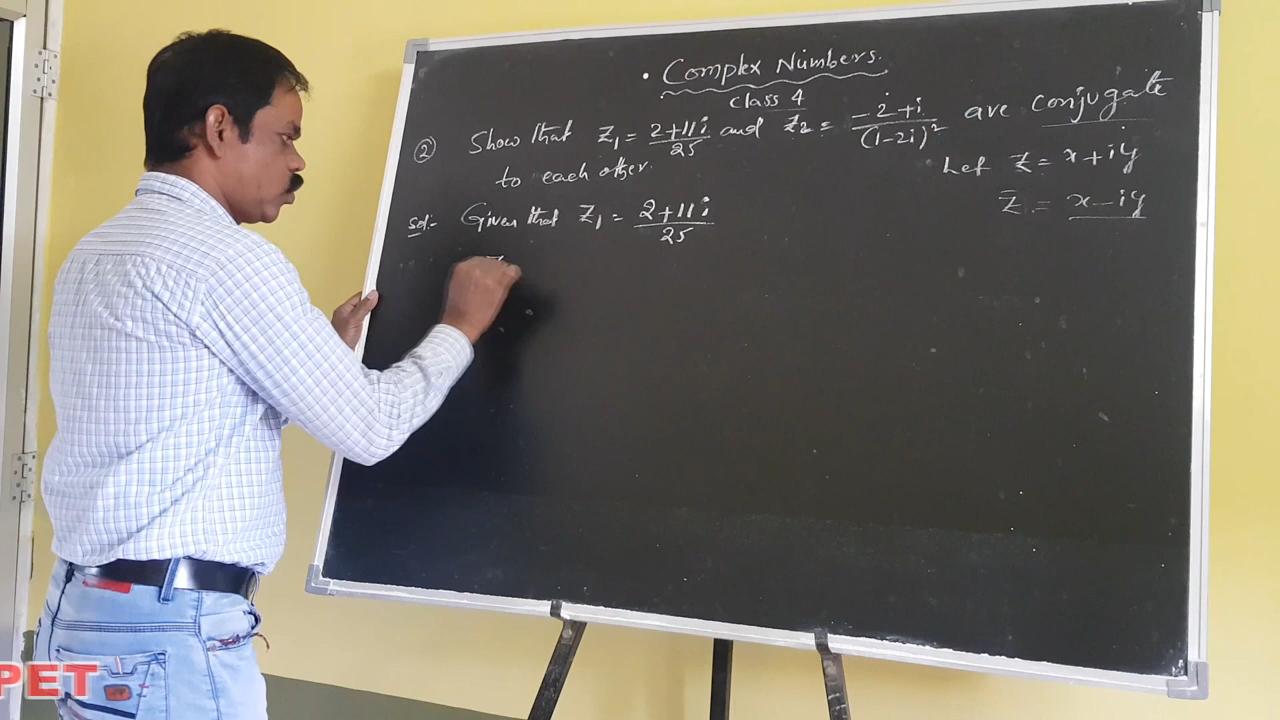 • Complex Numbers.
Class 4
② Show that Z₁ = (2+11i)/25 and Z₂ = (-2+i)/(1-2i)² are conjugate
to each other.
Let Z = x+iy
Z̄ = x-iy
Sol:- Given that Z₁ = (2+11i)/25
PET